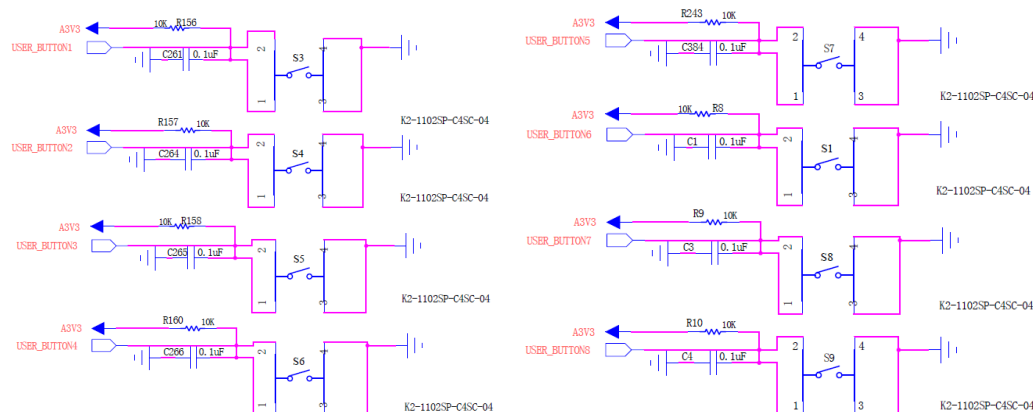 10K R156
A3V3
USER_BUTTON1
C261 0.1uF
2
1
S3
4
3
K2-1102SP-C4SC-04
R157
10K
A3V3
USER_BUTTON2
C264 0.1uF
2
1
S4
4
3
K2-1102SP-C4SC-04
10K R158
A3V3
USER_BUTTON3
C265 0.1uF
2
1
S5
4
3
K2-1102SP-C4SC-04
R160
10K
A3V3
USER_BUTTON4
C266 0.1uF
2
1
S6
4
3
K2-1102SP-C4SC-04
R243
10K
A3V3
USER_BUTTON5
C384 0.1uF
2
1
S7
4
3
K2-1102SP-C4SC-04
10K R8
A3V3
USER_BUTTON6
C1 0.1uF
2
1
S1
4
3
K2-1102SP-C4SC-04
R9
10K
A3V3
USER_BUTTON7
C3 0.1uF
2
1
S8
4
3
K2-1102SP-C4SC-04
R10
10K
A3V3
USER_BUTTON8
C4 0.1uF
2
1
S9
4
3
K2-1102SP-C4SC-04